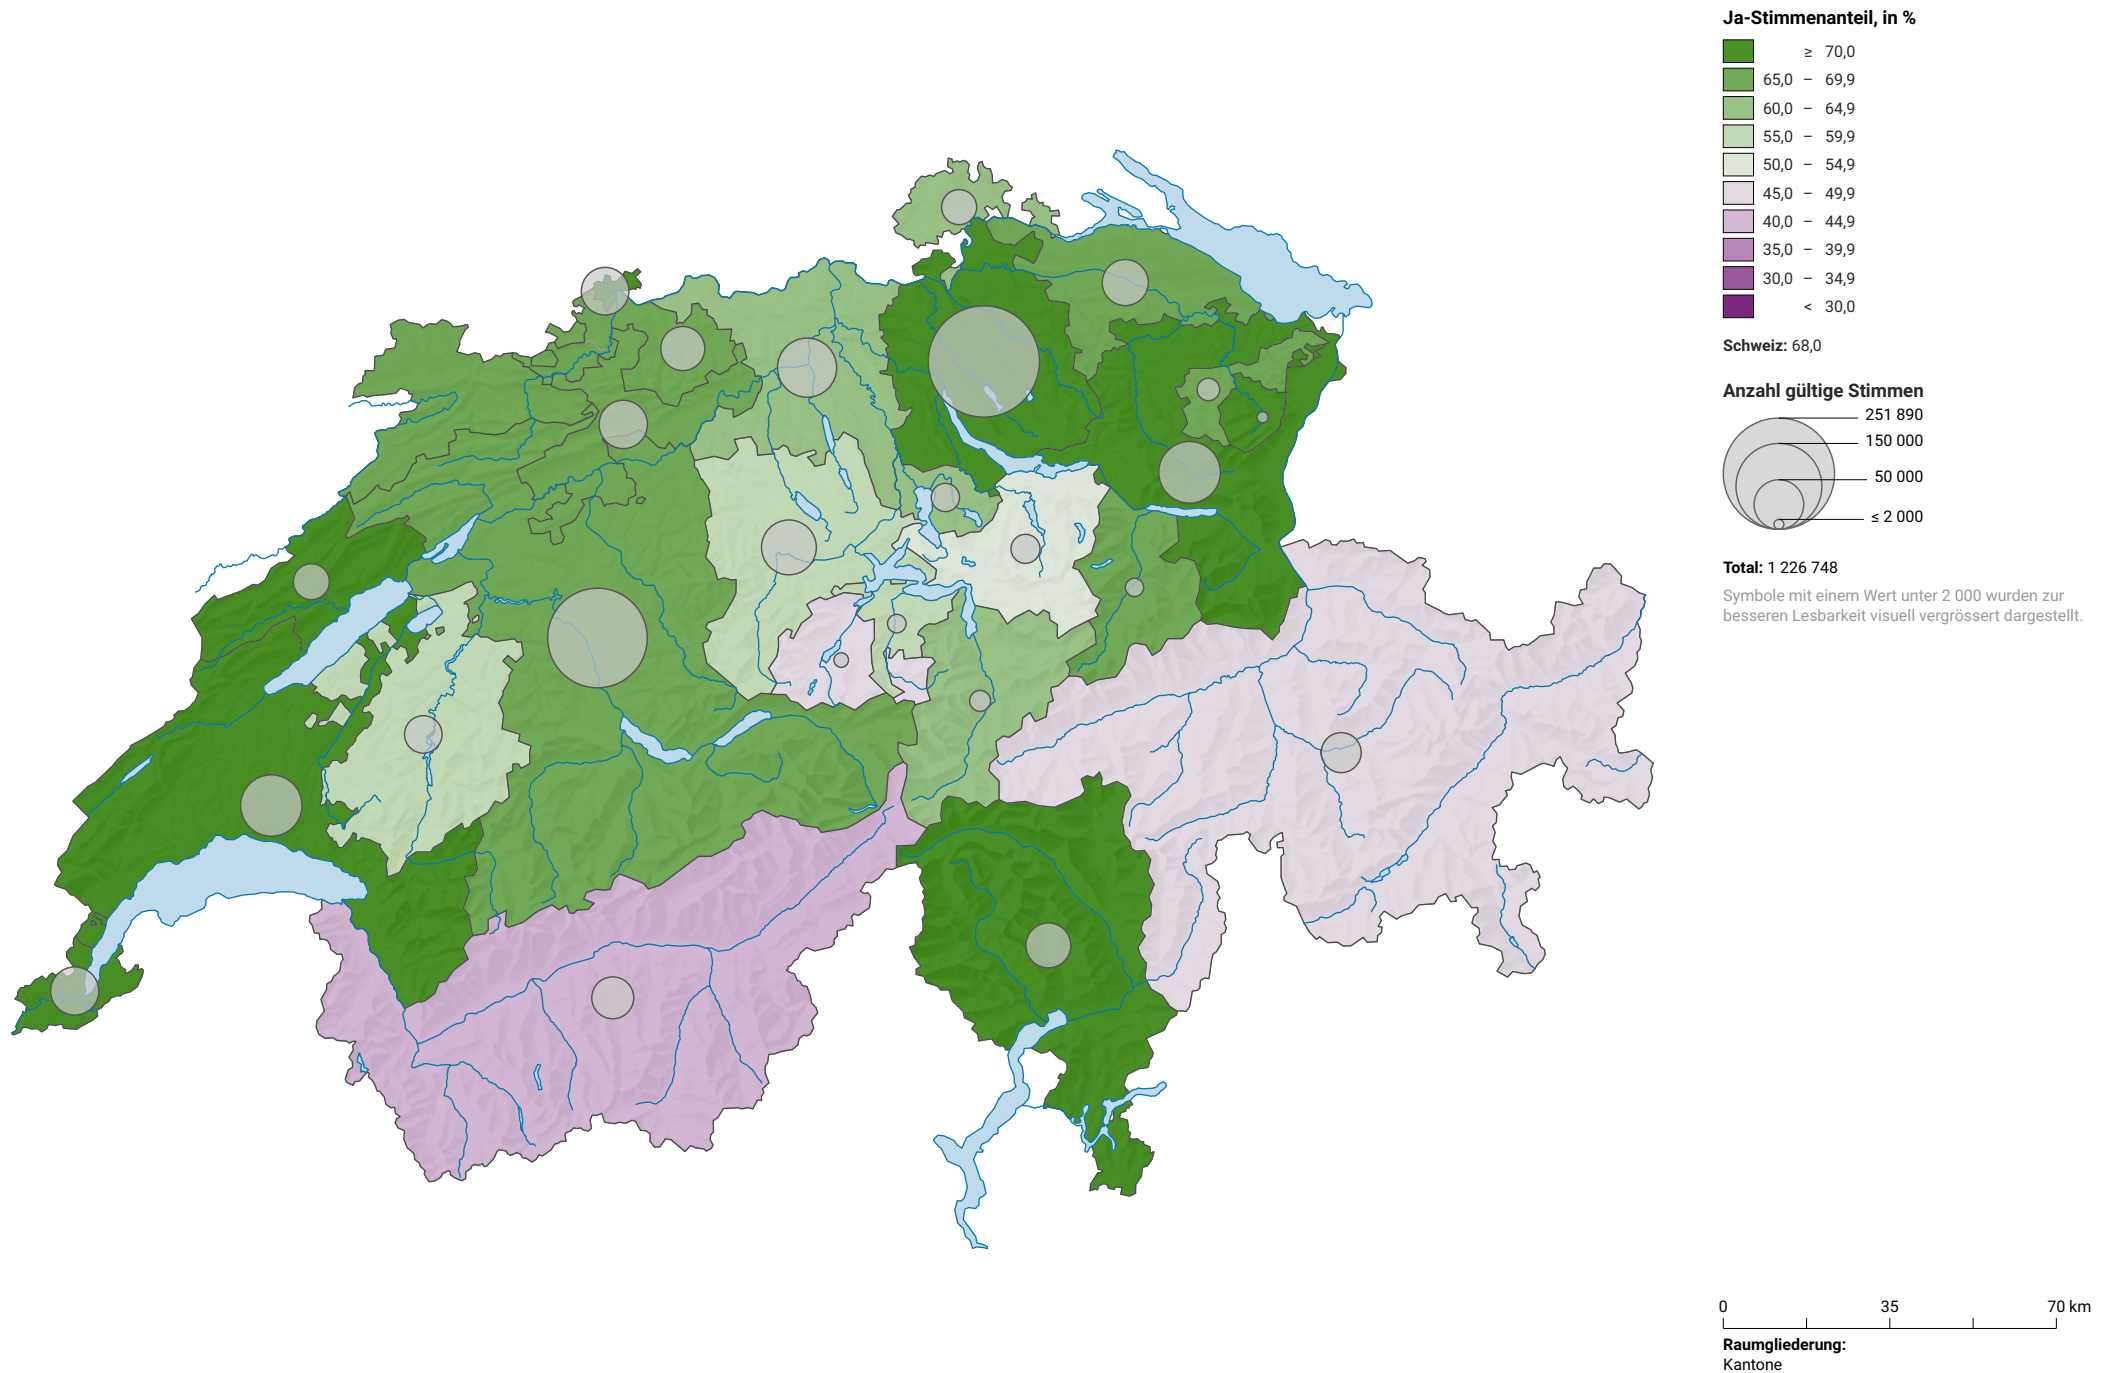 Ja-Stimmenanteil, in %
≥ 70,0
65,0 – 69,9
60,0 – 64,9
55,0 – 59,9
50,0 – 54,9
45,0 – 49,9
40,0 – 44,9
35,0 – 39,9
30,0 – 34,9
< 30,0
Schweiz: 68,0
Anzahl gültige Stimmen
251 890
150 000
50 000
≤ 2 000
Total: 1 226 748
Symbole mit einem Wert unter 2 000 wurden zur
besseren Lesbarkeit visuell vergrössert dargestellt.
0 35 70 km
Raumgliederung:
Kantone